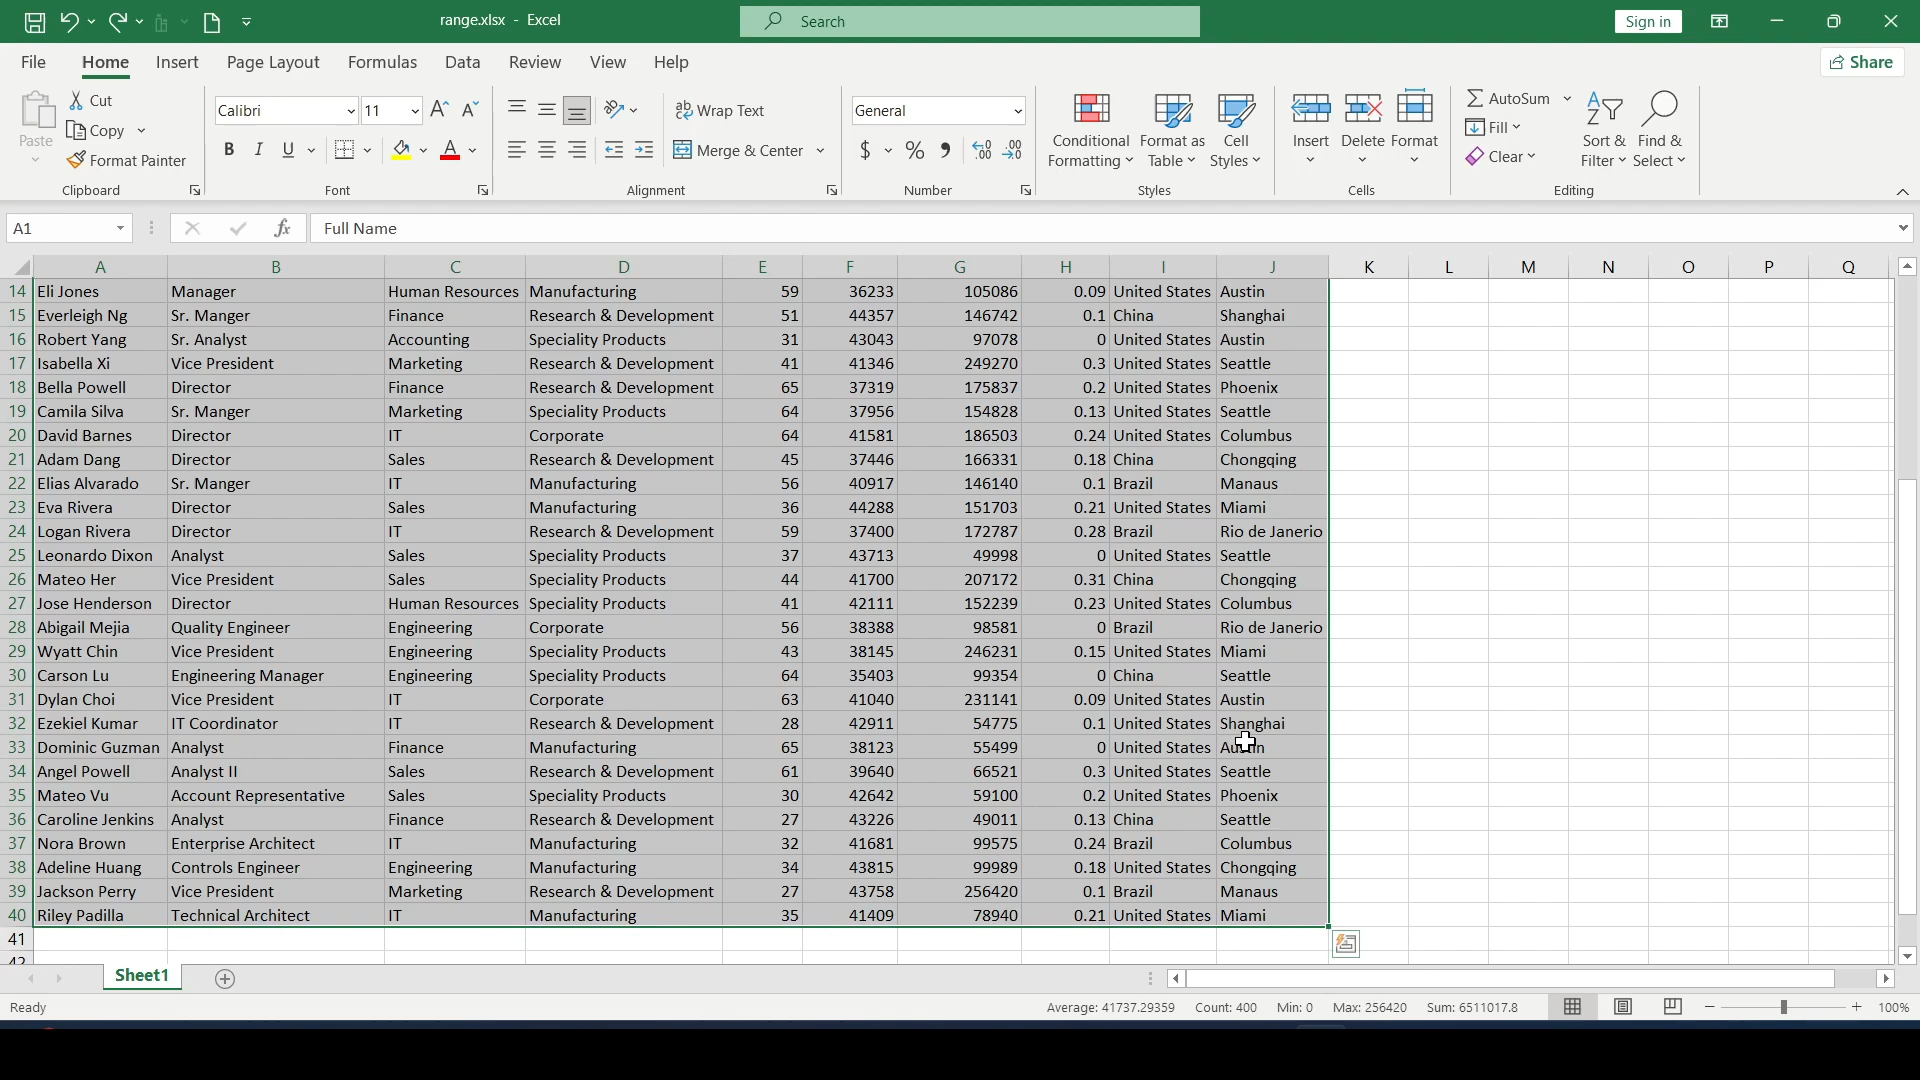 range.xlsx - Excel
Search
Sign in
File Home Insert Page Layout Formulas Data Review View Help
Share
Paste
Cut
Copy
Format Painter
Clipboard
Calibri 11
B I U
Font
Wrap Text
Merge & Center
Alignment
General
$ % 9
Number
Conditional Formatting
Format as Table
Cell Styles
Styles
Insert
Delete
Format
Cells
AutoSum
Fill
Clear
Sort & Filter
Find & Select
Editing
A1 fx Full Name
A B C D E F G H I J K L M N O P Q
14 Eli Jones Manager Human Resources Manufacturing 59 36233 105086 0.09 United States Austin
15 Everleigh Ng Sr. Manger Finance Research & Development 51 44357 146742 0.1 China Shanghai
16 Robert Yang Sr. Analyst Accounting Speciality Products 31 43043 97078 0 United States Austin
17 Isabella Xi Vice President Marketing Research & Development 41 41346 249270 0.3 United States Seattle
18 Bella Powell Director Finance Research & Development 65 37319 175837 0.2 United States Phoenix
19 Camila Silva Sr. Manger Marketing Speciality Products 64 37956 154828 0.13 United States Seattle
20 David Barnes Director IT Corporate 64 41581 186503 0.24 United States Columbus
21 Adam Dang Director Sales Research & Development 45 37446 166331 0.18 China Chongqing
22 Elias Alvarado Sr. Manger IT Manufacturing 56 40917 146140 0.1 Brazil Manaus
23 Eva Rivera Director Sales Manufacturing 36 44288 151703 0.21 United States Miami
24 Logan Rivera Director IT Research & Development 59 37400 172787 0.28 Brazil Rio de Janerio
25 Leonardo Dixon Analyst Sales Speciality Products 37 43713 49998 0 United States Seattle
26 Mateo Her Vice President Sales Speciality Products 44 41700 207172 0.31 China Chongqing
27 Jose Henderson Director Human Resources Speciality Products 41 42111 152239 0.23 United States Columbus
28 Abigail Mejia Quality Engineer Engineering Corporate 56 38388 98581 0 Brazil Rio de Janerio
29 Wyatt Chin Vice President Engineering Speciality Products 43 38145 246231 0.15 United States Miami
30 Carson Lu Engineering Manager Engineering Speciality Products 64 35403 99354 0 China Seattle
31 Dylan Choi Vice President IT Corporate 63 41040 231141 0.09 United States Austin
32 Ezekiel Kumar IT Coordinator IT Research & Development 28 42911 54775 0.1 United States Shanghai
33 Dominic Guzman Analyst Finance Manufacturing 65 38123 55499 0 United States Austin
34 Angel Powell Analyst II Sales Research & Development 61 39640 66521 0.3 United States Seattle
35 Mateo Vu Account Representative Sales Speciality Products 30 42642 59100 0.2 United States Phoenix
36 Caroline Jenkins Analyst Finance Research & Development 27 43226 49011 0.13 China Seattle
37 Nora Brown Enterprise Architect IT Manufacturing 32 41681 99575 0.24 Brazil Columbus
38 Adeline Huang Controls Engineer Engineering Manufacturing 34 43815 99989 0.18 United States Chongqing
39 Jackson Perry Vice President Marketing Research & Development 27 43758 256420 0.1 Brazil Manaus
40 Riley Padilla Technical Architect IT Manufacturing 35 41409 78940 0.21 United States Miami
41
42
Sheet1
Ready Average: 41737.29359 Count: 400 Min: 0 Max: 256420 Sum: 6511017.8 100%